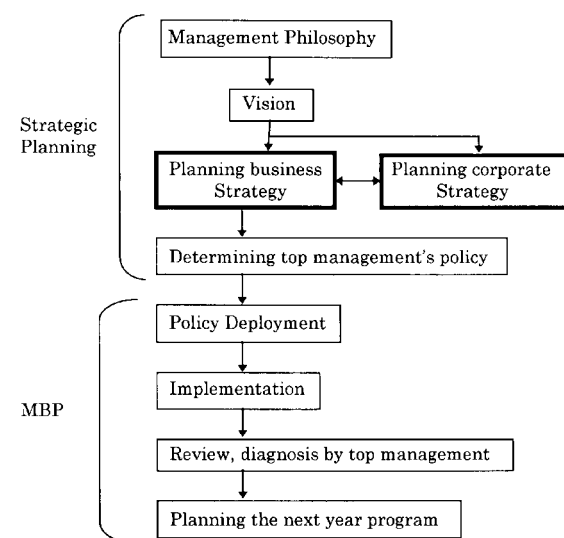 Management Philosophy
Vision
Strategic
Planning
Planning business
Strategy
Planning corporate
Strategy
Determining top management's policy
Policy Deployment
Implementation
MBP
Review, diagnosis by top management
Planning the next year program